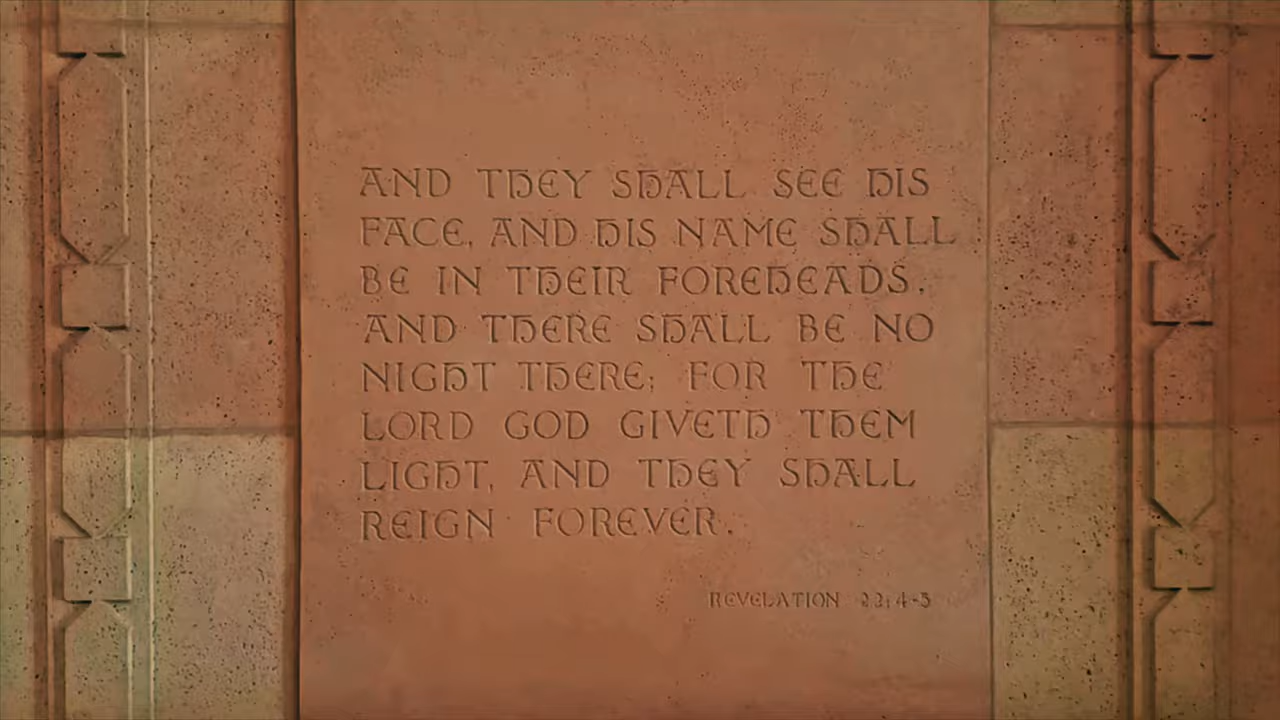 AND THEY SHALL SEE HIS
FACE, AND HIS NAME SHALL
BE IN THEIR FOREHEADS.
AND THERE SHALL BE NO
NIGHT THERE; FOR THE
LORD GOD GIVETH THEM
LIGHT, AND THEY SHALL
REIGN FOREVER.
REVELATION 22:4-5